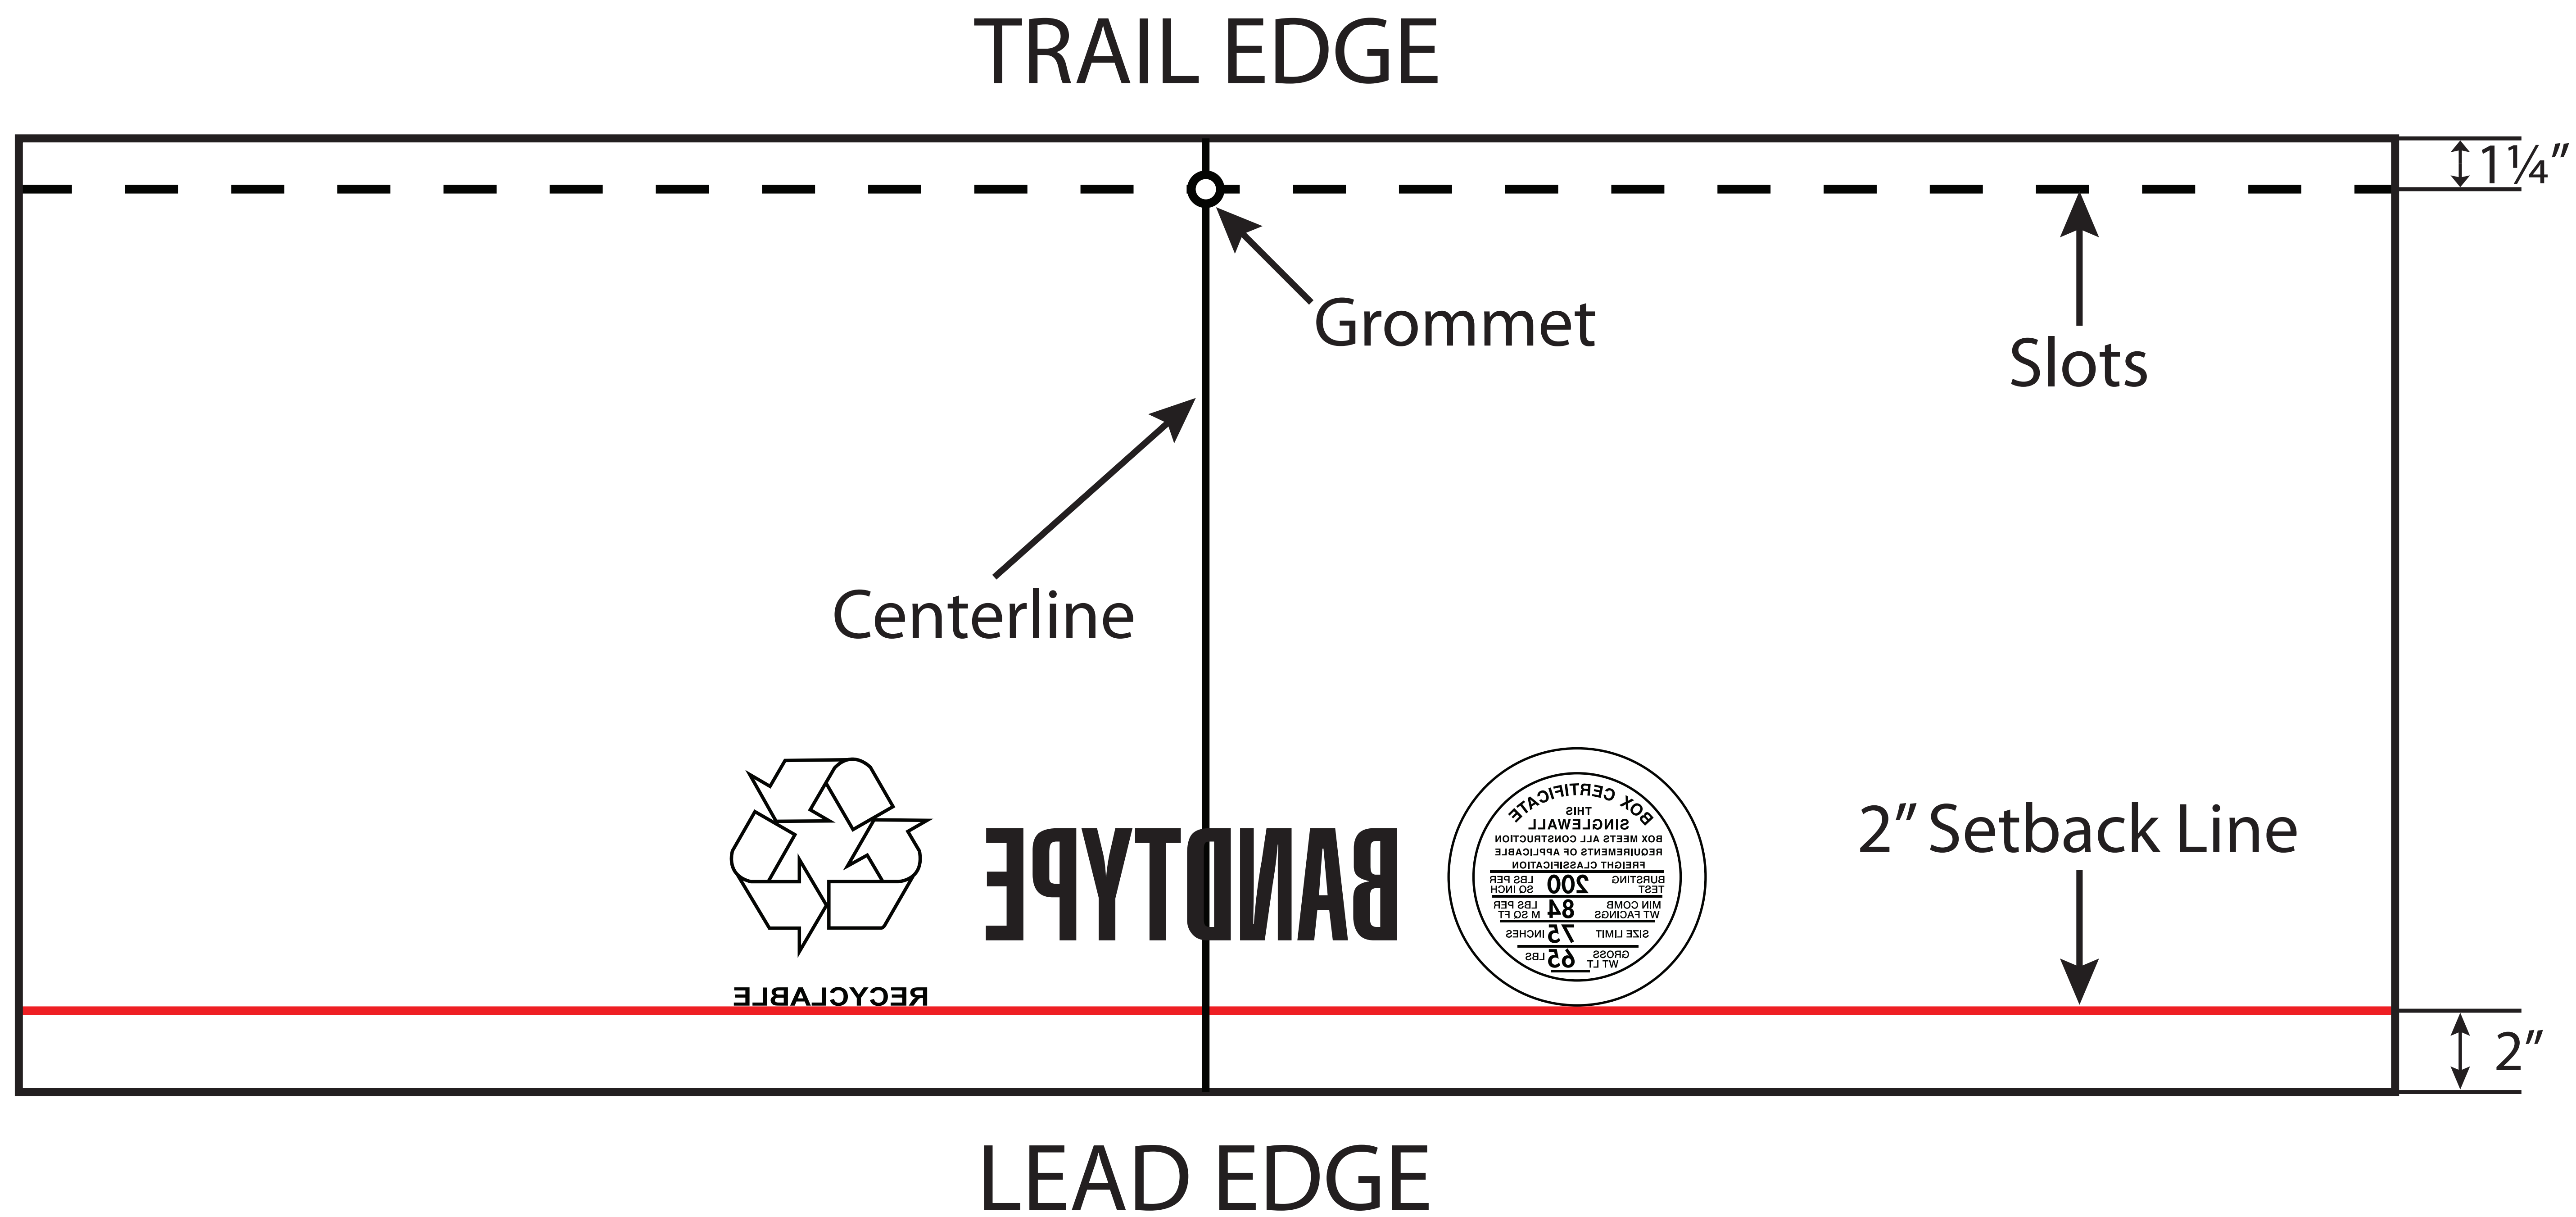 TRAIL EDGE
1¼”
Grommet
Slots
Centerline
2” Setback Line
BOX CERTIFICATE
THIS
SINGLEWALL
BOX MEETS ALL CONSTRUCTION
REQUIREMENTS OF APPLICABLE
FREIGHT CLASSIFICATION
BURSTING TEST 200 LBS PER SQ INCH
MIN COMB WT FACINGS 84 LBS PER M SQ FT
SIZE LIMIT 75 INCHES
GROSS WT LT 65 LBS
BANDTYPE
RECYCLABLE
2”
LEAD EDGE